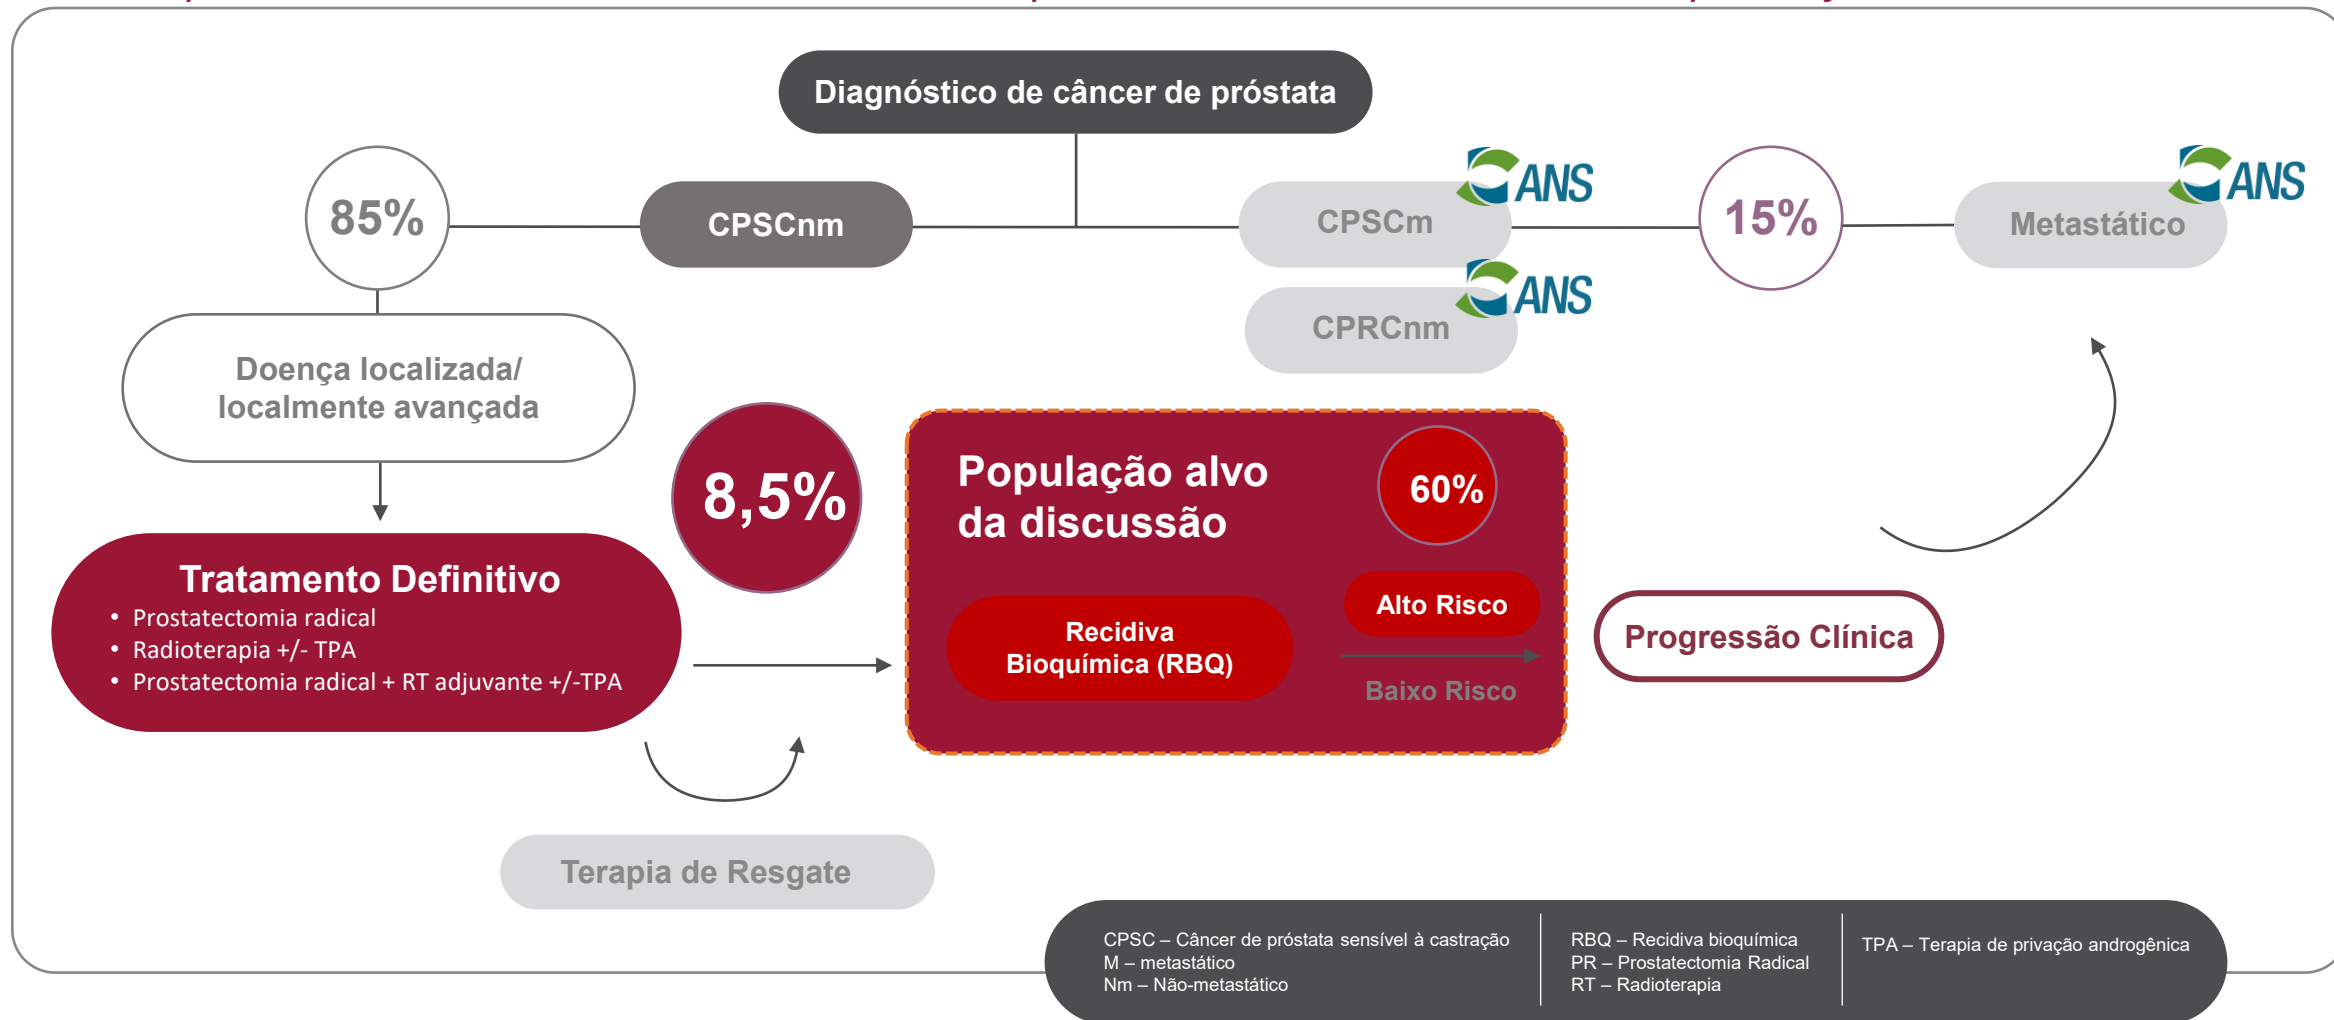 Diagnóstico de câncer de próstata
85%
CPSCnm
CPSCm
ANS
15%
Metastático
ANS
CPRCnm
ANS
Doença localizada/
localmente avançada
8,5%
População alvo
da discussão
60%
Tratamento Definitivo
• Prostatectomia radical
• Radioterapia +/- TPA
• Prostatectomia radical + RT adjuvante +/-TPA
Recidiva
Bioquímica (RBQ)
Alto Risco
Baixo Risco
Progressão Clínica
Terapia de Resgate
CPSC – Câncer de próstata sensível à castração
M – metastático
Nm – Não-metastático
RBQ – Recidiva bioquímica
PR – Prostatectomia Radical
RT – Radioterapia
TPA – Terapia de privação androgênica